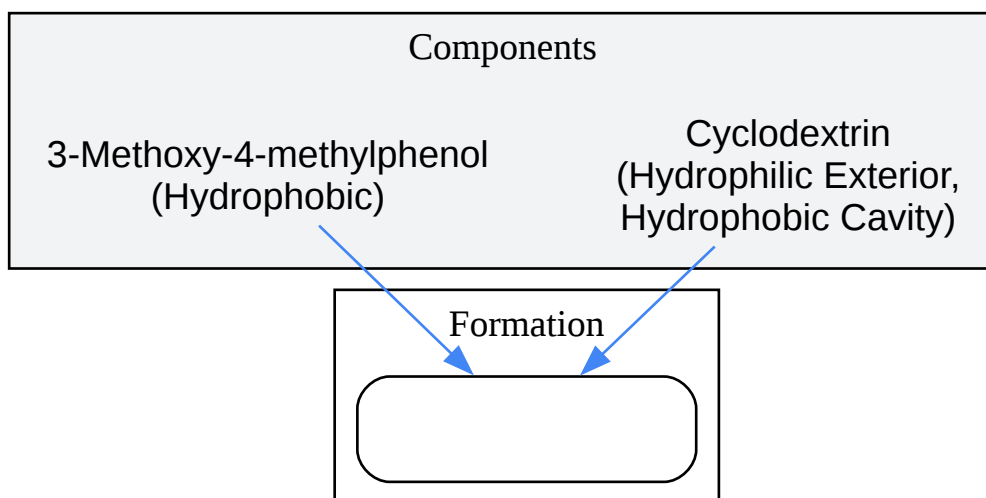 Components
3-Methoxy-4-methylphenol
(Hydrophobic)
Cyclodextrin
(Hydrophilic Exterior,
Hydrophobic Cavity)
Formation